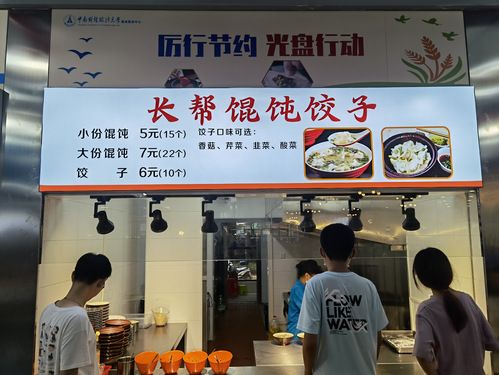 中南财经政法大学
厉行节约 光盘行动
长帮馄饨饺子
小份馄饨 5元(15个)
大份馄饨 7元(22个)
饺子 6元(10个)
饺子口味可选：
香菇、芹菜、韭菜、酸菜
FLOW
LIKE
WATER